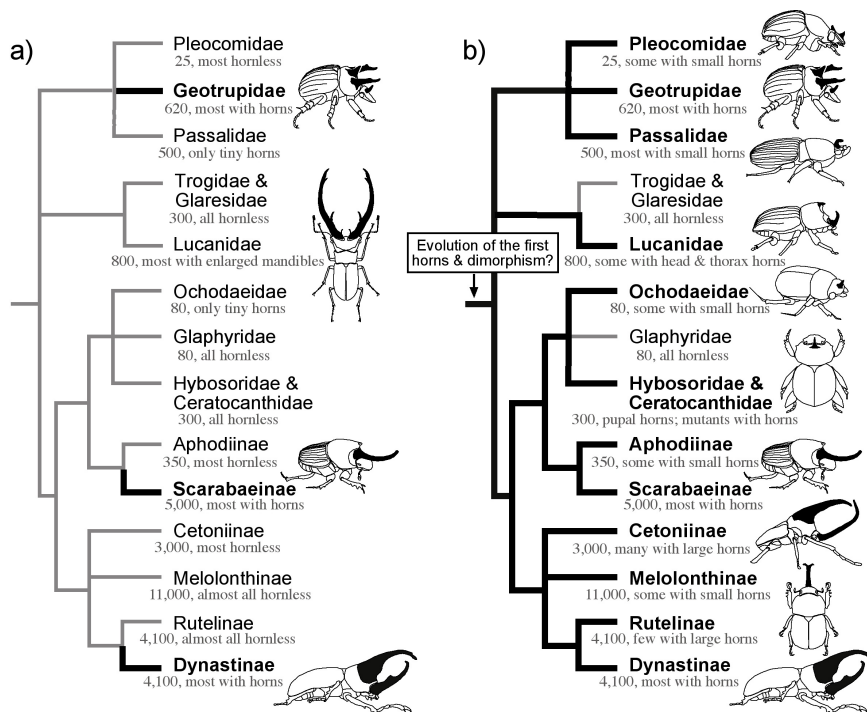 a)
Pleocomidae
25, most hornless
Geotrupidae
620, most with horns
Passalidae
500, only tiny horns
Trogidae &
Glaresidae
300, all hornless
Lucanidae
800, most with enlarged mandibles
Ochodaeidae
80, only tiny horns
Glaphyridae
80, all hornless
Hybosoridae &
Ceratocanthidae
300, all hornless
Aphodiinae
350, most hornless
Scarabaeinae
5,000, most with horns
Cetoniinae
3,000, most hornless
Melolonthinae
11,000, almost all hornless
Rutelinae
4,100, almost all hornless
Dynastinae
4,100, most with horns
b)
Evolution of the first
horns & dimorphism?
Pleocomidae
25, some with small horns
Geotrupidae
620, most with horns
Passalidae
500, most with small horns
Trogidae &
Glaresidae
300, all hornless
Lucanidae
800, some with head & thorax horns
Ochodaeidae
80, some with small horns
Glaphyridae
80, all hornless
Hybosoridae &
Ceratocanthidae
300, pupal horns; mutants with horns
Aphodiinae
350, some with small horns
Scarabaeinae
5,000, most with horns
Cetoniinae
3,000, many with large horns
Melolonthinae
11,000, some with small horns
Rutelinae
4,100, few with large horns
Dynastinae
4,100, most with horns